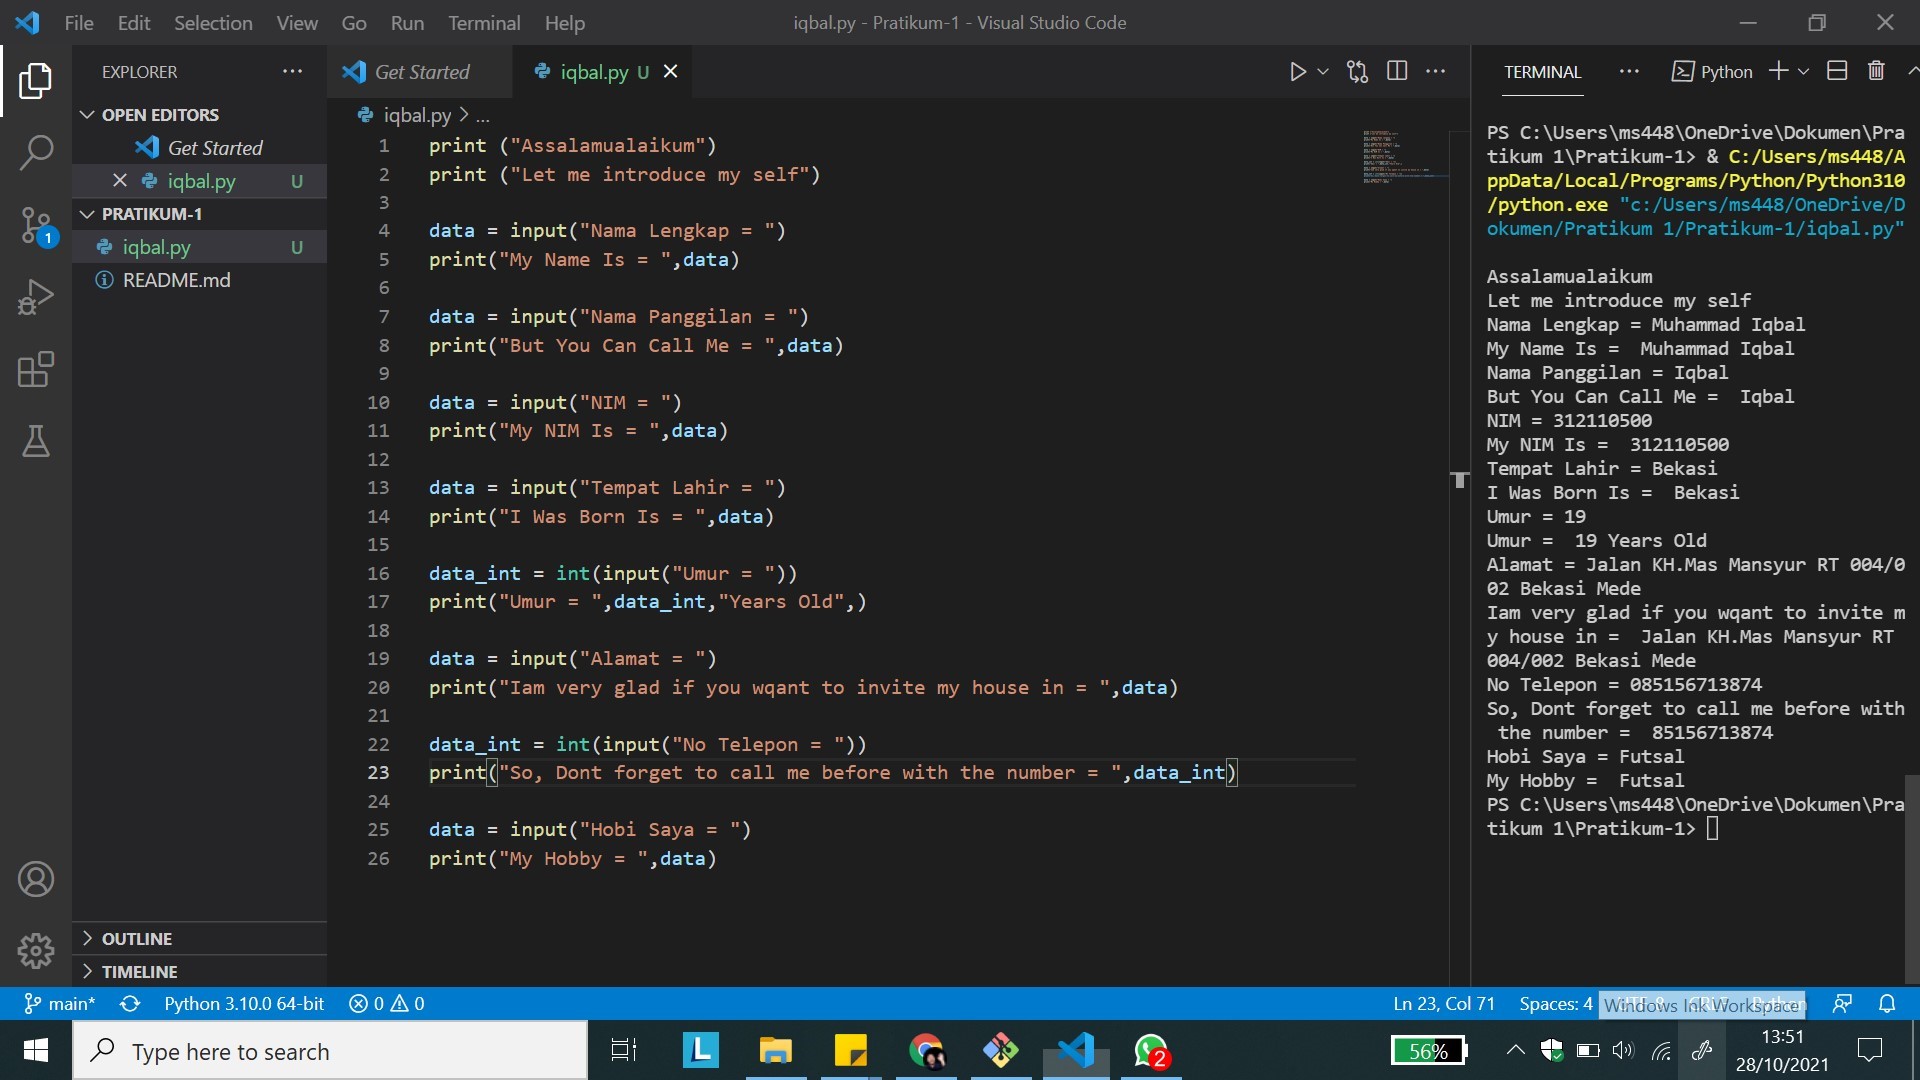 File Edit Selection View Go Run Terminal Help
iqbal.py - Pratikum-1 - Visual Studio Code
EXPLORER
OPEN EDITORS
Get Started
iqbal.py U
PRATIKUM-1
iqbal.py U
README.md
OUTLINE
TIMELINE
1
Get Started
iqbal.py U
iqbal.py > ...
1 print ("Assalamualaikum")
2 print ("Let me introduce my self")
3
4 data = input("Nama Lengkap = ")
5 print("My Name Is = ",data)
6
7 data = input("Nama Panggilan = ")
8 print("But You Can Call Me = ",data)
9
10 data = input("NIM = ")
11 print("My NIM Is = ",data)
12
13 data = input("Tempat Lahir = ")
14 print("I Was Born Is = ",data)
15
16 data_int = int(input("Umur = "))
17 print("Umur = ",data_int,"Years Old",)
18
19 data = input("Alamat = ")
20 print("Iam very glad if you wqant to invite my house in = ",data)
21
22 data_int = int(input("No Telepon = "))
23 print("So, Dont forget to call me before with the number = ",data_int)
24
25 data = input("Hobi Saya = ")
26 print("My Hobby = ",data)
TERMINAL
Python
PS C:\Users\ms448\OneDrive\Dokumen\Pra
tikum 1\Pratikum-1> & C:/Users/ms448/A
ppData/Local/Programs/Python/Python310
/python.exe "c:/Users/ms448/OneDrive/D
okumen/Pratikum 1/Pratikum-1/iqbal.py"
Assalamualaikum
Let me introduce my self
Nama Lengkap = Muhammad Iqbal
My Name Is =  Muhammad Iqbal
Nama Panggilan = Iqbal
But You Can Call Me =  Iqbal
NIM = 312110500
My NIM Is =  312110500
Tempat Lahir = Bekasi
I Was Born Is =  Bekasi
Umur = 19
Umur =  19 Years Old
Alamat = Jalan KH.Mas Mansyur RT 004/0
02 Bekasi Mede
Iam very glad if you wqant to invite m
y house in =  Jalan KH.Mas Mansyur RT
004/002 Bekasi Mede
No Telepon = 085156713874
So, Dont forget to call me before with
 the number =  85156713874
Hobi Saya = Futsal
My Hobby =  Futsal
PS C:\Users\ms448\OneDrive\Dokumen\Pra
tikum 1\Pratikum-1>
main* Python 3.10.0 64-bit 0 0
Ln 23, Col 71 Spaces: 4 Windows Ink Workspace
Type here to search
L
2
56%
13:51
28/10/2021